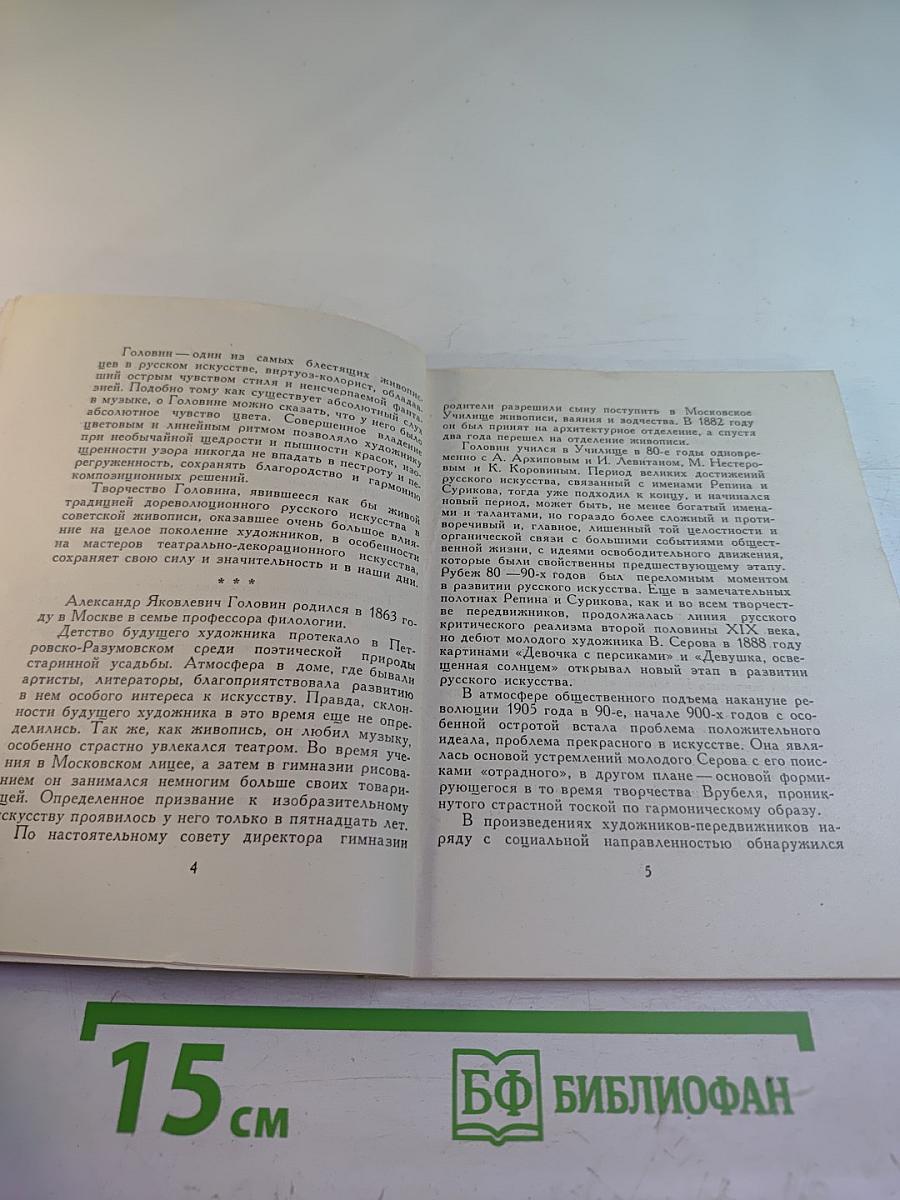 Головин — один из самых блестящих живопис-
цев в русском искусстве, виртуоз-колорист, обладав-
ший острым чувством стиля и неисчерпаемой фанта-
зией. Подобно тому как существует абсолютный слух
в музыке, о Головине можно сказать, что у него было
абсолютное чувство цвета. Совершенное владение
цветовым и линейным ритмом позволяло художнику
при необычайной щедрости и пышности красок, изо-
щренности узора никогда не впадать в пестроту и пе-
регруженность, сохранять благородство и гармонию
композиционных решений.
Творчество Головина, явившееся как бы живой
традицией дореволюционного русского искусства в
советской живописи, оказавшее очень большое влия-
ние на целое поколение художников, в особенности
на мастеров театрально-декорационного искусства,
сохраняет свою силу и значительность и в наши дни.
* * *
Александр Яковлевич Головин родился в 1863 го-
ду в Москве в семье профессора филологии.
Детство будущего художника протекало в Пет-
ровско-Разумовском среди поэтической природы
старинной усадьбы. Атмосфера в доме, где бывали
артисты, литераторы, благоприятствовала развитию
в нем особого интереса к искусству. Правда, склон-
ности будущего художника в это время еще не опре-
делились. Так же, как живопись, он любил музыку,
особенно страстно увлекался театром. Во время уче-
ния в Московском лицее, а затем в гимназии рисова-
нием он занимался немногим больше своих товари-
щей. Определенное призвание к изобразительному
искусству проявилось у него только в пятнадцать лет.
По настоятельному совету директора гимназии
4
родители разрешили сыну поступить в Московское
Училище живописи, ваяния и зодчества. В 1882 году
он был принят на архитектурное отделение, а спустя
два года перешел на отделение живописи.
Головин учился в Училище в 80-е годы одновре-
менно с А. Архиповым и И. Левитаном, М. Нестеро-
вым и К. Коровиным. Период великих достижений
русского искусства, связанный с именами Репина и
Сурикова, тогда уже подходил к концу, и начинался
новый период, может быть, не менее богатый имена-
ми и талантами, но гораздо более сложный и проти-
воречивый и, главное, лишенный той целостности и
органической связи с большими событиями общест-
венной жизни, с идеями освободительного движения,
которые были свойственны предшествующему этапу.
Рубеж 80 —90-х годов был переломным моментом
в развитии русского искусства. Еще в замечательных
полотнах Репина и Сурикова, как и во всем творчест-
ве передвижников, продолжалась линия русского
критического реализма второй половины XIX века,
но дебют молодого художника В. Серова в 1888 году
картинами «Девочка с персиками» и «Девушка, осве-
щенная солнцем» открывал новый этап в развитии
русского искусства.
В атмосфере общественного подъема накануне ре-
волюции 1905 года в 90-е, начале 900-х годов с осо-
бенной остротой встала проблема положительного
идеала, проблема прекрасного в искусстве. Она явля-
лась основой устремлений молодого Серова с его поис-
ками «отрадного», в другом плане — основой форми-
рующегося в то время творчества Врубеля, проник-
нутого страстной тоской по гармоническому образу.
В произведениях художников-передвижников на-
ряду с социальной направленностью обнаружился
5
15 см
БФ БИБЛИОФАН